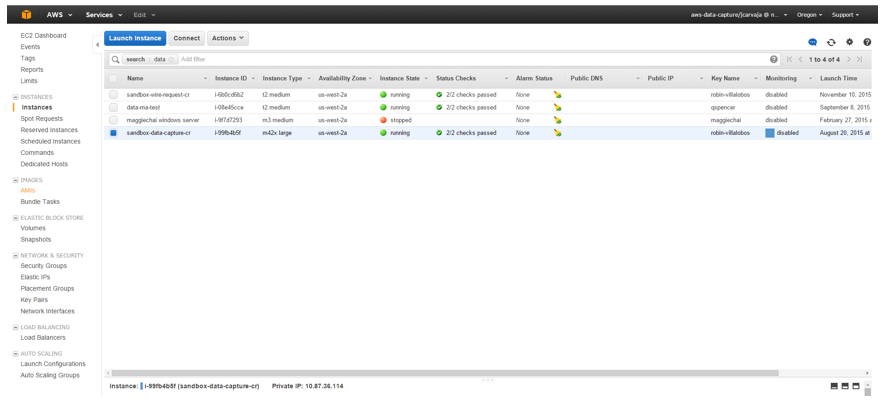 AWS Services Edit aws-data-capture/jcarvaja @ n... Oregon Support
EC2 Dashboard
Events
Tags
Reports
Limits
INSTANCES
Instances
Spot Requests
Reserved Instances
Scheduled Instances
Commands
Dedicated Hosts
IMAGES
AMIs
Bundle Tasks
ELASTIC BLOCK STORE
Volumes
Snapshots
NETWORK & SECURITY
Security Groups
Elastic IPs
Placement Groups
Key Pairs
Network Interfaces
LOAD BALANCING
Load Balancers
AUTO SCALING
Launch Configurations
Auto Scaling Groups
Launch Instance Connect Actions
search : data Add filter 1 to 4 of 4
Name Instance ID Instance Type Availability Zone Instance State Status Checks Alarm Status Public DNS Public IP Key Name Monitoring Launch Time
sandbox-wire-request-cr i-6b0cd6b2 t2.medium us-west-2a running 2/2 checks passed None robin-villalobos disabled November 10, 2015
data-ma-test i-08e45cce t2.medium us-west-2a running 2/2 checks passed None qspencer disabled September 8, 2015
maggiechai windows server i-9f7d7293 m3.medium us-west-2a stopped None maggiechai disabled February 27, 2015 a
sandbox-data-capture-cr i-99fb4b5f m42x.large us-west-2a running 2/2 checks passed None robin-villalobos disabled August 20, 2015 at
Instance: i-99fb4b5f (sandbox-data-capture-cr) Private IP: 10.87.36.114